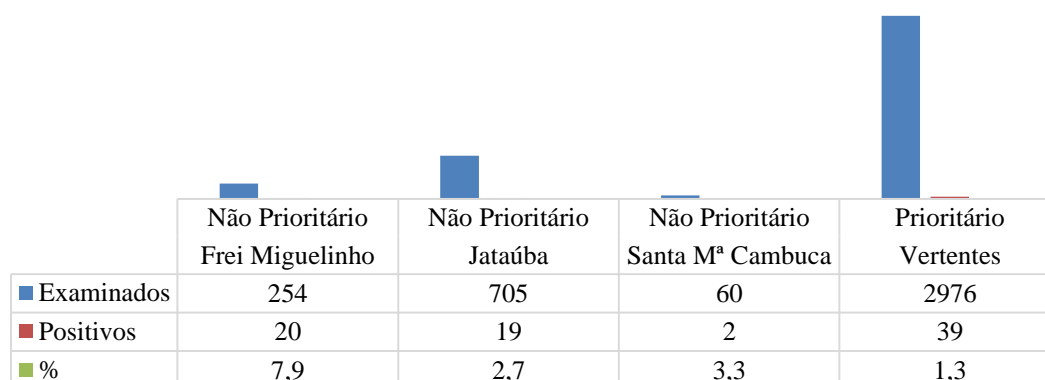 Não Prioritário Não Prioritário Não Prioritário Prioritário
Frei Miguelinho Jataúba Santa Mª Cambuca Vertentes
Examinados 254 705 60 2976
Positivos 20 19 2 39
% 7,9 2,7 3,3 1,3